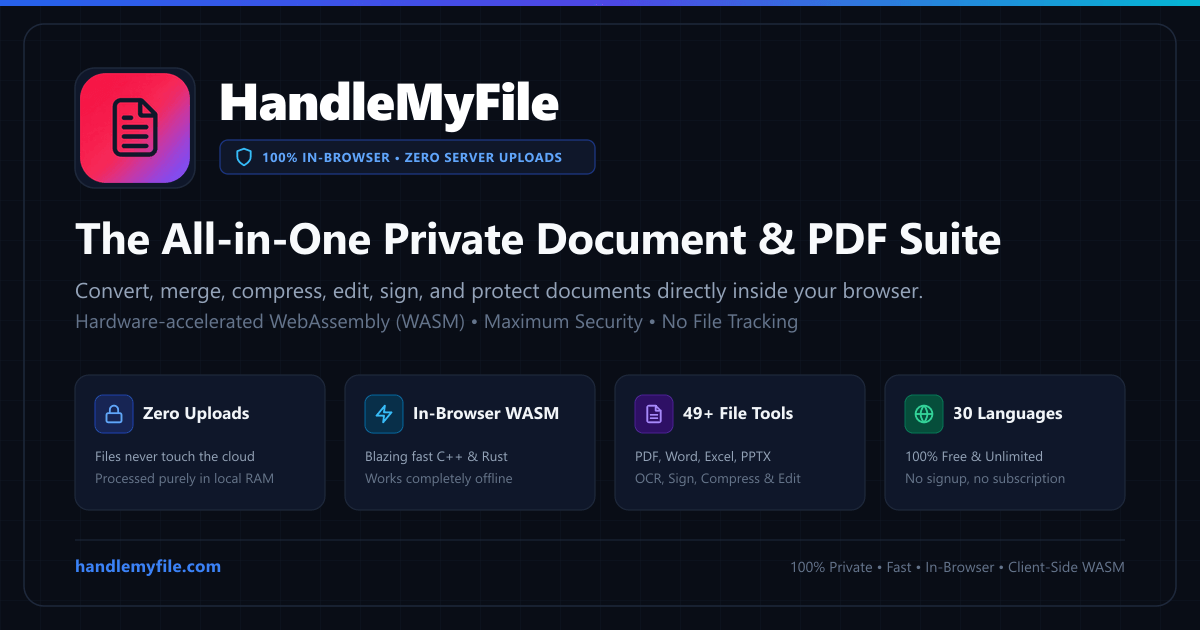 HandleMyFile
100% IN-BROWSER • ZERO SERVER UPLOADS
The All-in-One Private Document & PDF Suite
Convert, merge, compress, edit, sign, and protect documents directly inside your browser.
Hardware-accelerated WebAssembly (WASM) • Maximum Security • No File Tracking
Zero Uploads
Files never touch the cloud
Processed purely in local RAM
In-Browser WASM
Blazing fast C++ & Rust
Works completely offline
49+ File Tools
PDF, Word, Excel, PPTX
OCR, Sign, Compress & Edit
30 Languages
100% Free & Unlimited
No signup, no subscription
handlemyfile.com
100% Private • Fast • In-Browser • Client-Side WASM